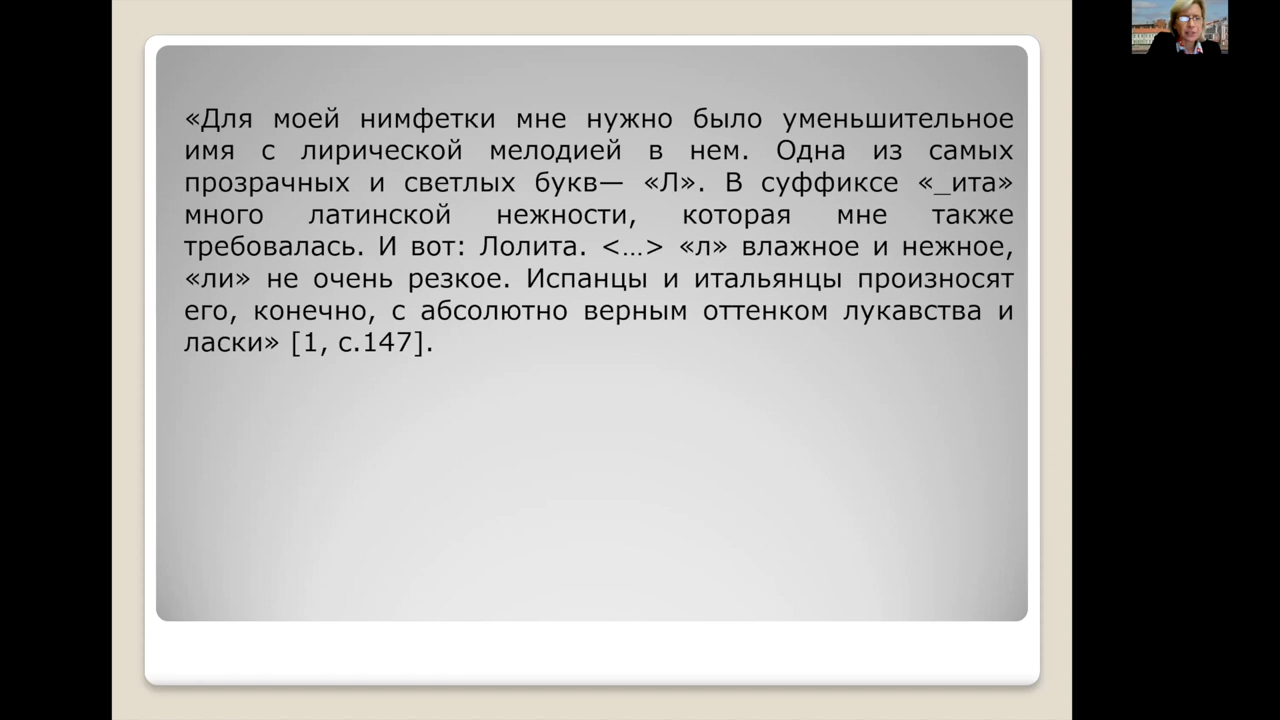 «Для моей нимфетки мне нужно было уменьшительное
имя с лирической мелодией в нем. Одна из самых
прозрачных и светлых букв— «Л». В суффиксе «_ита»
много латинской нежности, которая мне также
требовалась. И вот: Лолита. <…> «л» влажное и нежное,
«ли» не очень резкое. Испанцы и итальянцы произносят
его, конечно, с абсолютно верным оттенком лукавства и
ласки» [1, с.147].